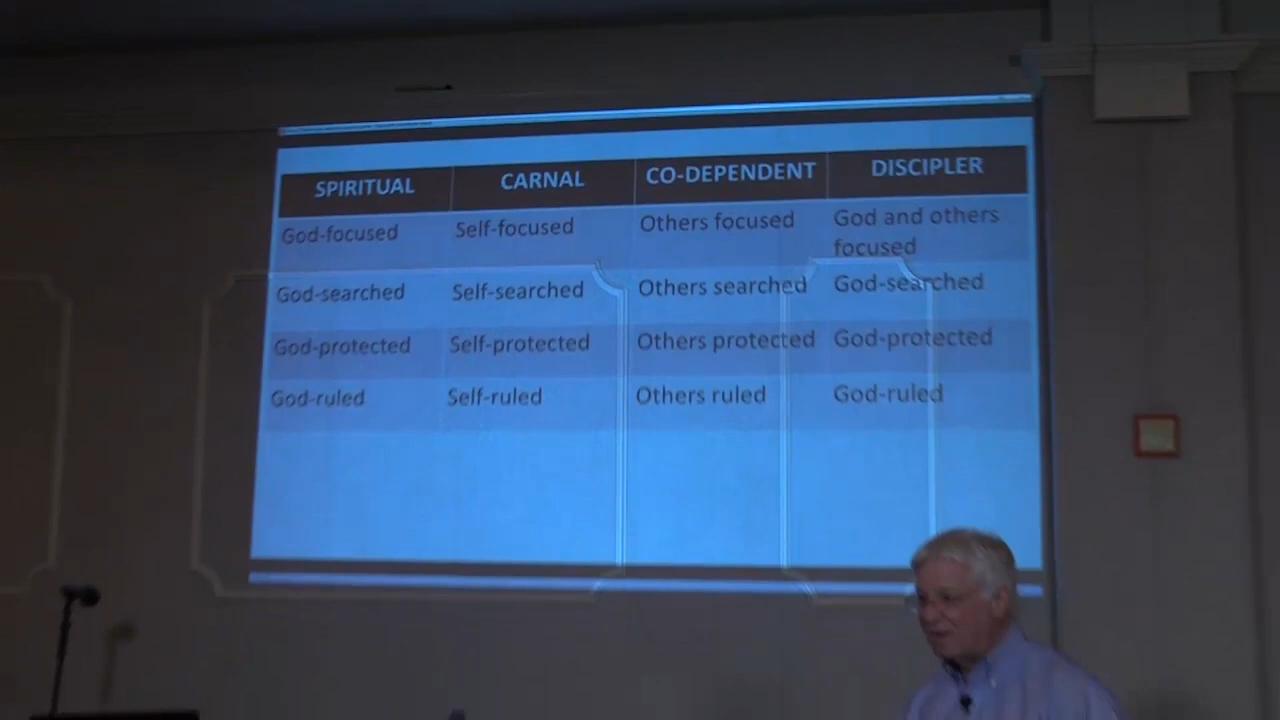 SPIRITUAL CARNAL CO-DEPENDENT DISCIPLER
God-focused Self-focused Others focused God and others
focused
God-searched Self-searched Others searched God-searched
God-protected Self-protected Others protected God-protected
God-ruled Self-ruled Others ruled God-ruled